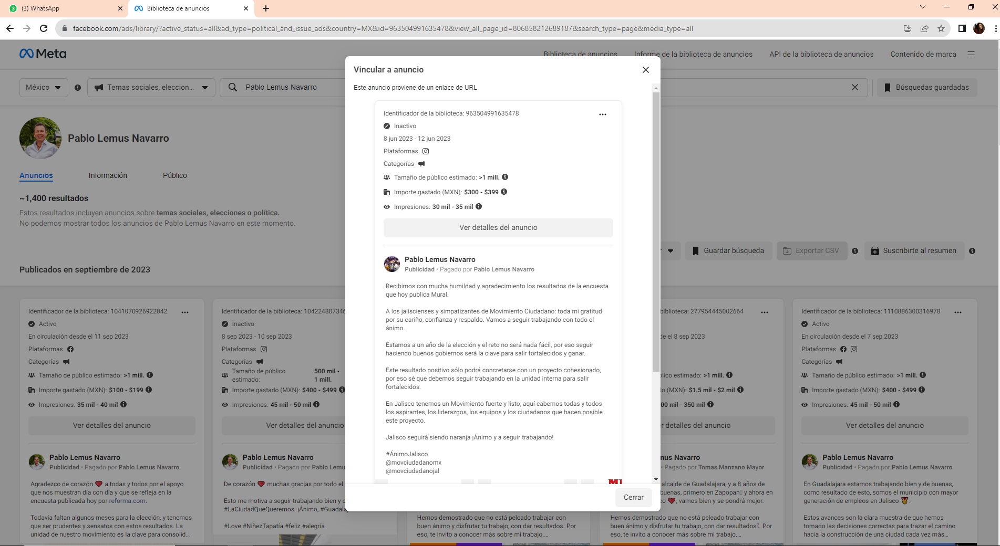 (3) WhatsApp
Biblioteca de anuncios
facebook.com/ads/library/?active_status=all&ad_type=political_and_issue_ads&country=MX&id=963504991635478&view_all_page_id=806858212689187&search_type=page&media_type=all
Meta
Biblioteca de anuncios
Informe de la biblioteca de anuncios
API de la biblioteca de anuncios
Contenido de marca
México
Temas sociales, eleccion...
Pablo Lemus Navarro
Búsquedas guardadas
Pablo Lemus Navarro
Anuncios
Información
Público
~1,400 resultados
Estos resultados incluyen anuncios sobre temas sociales, elecciones o política.
No podemos mostrar todos los anuncios de Pablo Lemus Navarro en este momento.
Guardar búsqueda
Exportar CSV
Suscribirte al resumen
Publicados en septiembre de 2023
Vincular a anuncio
Este anuncio proviene de un enlace de URL
Identificador de la biblioteca: 963504991635478
Inactivo
8 jun 2023 - 12 jun 2023
Plataformas
Categorías
Tamaño de público estimado: >1 mill.
Importe gastado (MXN): $300 - $399
Impresiones: 30 mil - 35 mil
Ver detalles del anuncio
Pablo Lemus Navarro
Publicidad • Pagado por Pablo Lemus Navarro
Recibimos con mucha humildad y agradecimiento los resultados de la encuesta
que hoy publica Mural.
A los jaliscienses y simpatizantes de Movimiento Ciudadano: toda mi gratitud
por su cariño, confianza y respaldo. Vamos a seguir trabajando con todo el
ánimo.
Estamos a un año de la elección y el reto no será nada fácil, por eso seguir
haciendo buenos gobiernos será la clave para salir fortalecidos y ganar.
Este resultado positivo sólo podrá concretarse con un proyecto cohesionado,
por eso sé que debemos seguir trabajando en la unidad interna para salir
fortalecidos.
En Jalisco tenemos un Movimiento fuerte y listo, aquí cabemos todas y todos
los aspirantes, los liderazgos, los equipos y los ciudadanos que hacen posible
este proyecto.
Jalisco seguirá siendo naranja ¡Ánimo y a seguir trabajando!
#ÁnimoJalisco
@movciudadanomx
@movciudadanojal
Cerrar
Identificador de la biblioteca: 1041070926922042
Activo
En circulación desde el 11 sep 2023
Plataformas
Categorías
Tamaño de público estimado: >1 mill.
Importe gastado (MXN): $100 - $199
Impresiones: 35 mil - 40 mil
Ver detalles del anuncio
Pablo Lemus Navarro
Publicidad • Pagado por Pablo Lemus Navarro
Agradezco de corazón ❤️ a todas y todos por el apoyo
que nos muestran día con día y que se refleja en la
encuesta publicada hoy por reforma.com.
Todavía faltan algunos meses para la elección, y tenemos
que ser prudentes y sensatos con estos resultados. La
unidad de nuestro movimiento es la clave para consolid...
Identificador de la biblioteca: 104224807346
Inactivo
8 sep 2023 - 10 sep 2023
Plataformas
Categorías
Tamaño de público estimado: 500 mil - 1 mill.
Importe gastado (MXN): $400 - $499
Impresiones: 45 mil - 50 mil
Ver detalles del anuncio
Pablo Lemus Navarro
Publicidad • Pagado por Pablo Lemu
De corazón ❤️ muchas gracias por todo el
Esto me motiva a seguir trabajando bien y d
#LaCiudadQueQueremos. ¡Ánimo, #Guadalaj
#Love #NiñezTapatía #feliz #alegría
Hemos demostrado que no está peleado trabajar con
buen ánimo y disfrutar tu trabajo, con dar resultados. Por
eso, te invito a conocer más sobre mi trabajo....
biblioteca: 277954445002664
de el 8 sep 2023
lico estimado: >1 mill.
o (MXN): $1.5 mil - $2 mil
00 mil - 350 mil
r detalles del anuncio
nus Navarro
• Pagado por Tomas Manzano Mayor
alcalde de Guadalajara, y a 8 años de
buenas, primero en Zapopan y ahora en
co ❤️, vamos bien y se pondrá mejor.
Hemos demostrado que no está peleado trabajar con
buen ánimo y disfrutar tu trabajo, con dar resultados. Por
eso, te invito a conocer más sobre mi trabajo....
Identificador de la biblioteca: 1110886300316978
Activo
En circulación desde el 7 sep 2023
Plataformas
Categorías
Tamaño de público estimado: >1 mill.
Importe gastado (MXN): $400 - $499
Impresiones: 45 mil - 50 mil
Ver detalles del anuncio
Pablo Lemus Navarro
Publicidad • Pagado por Pablo Lemus Navarro
En Guadalajara estamos trabajando bien y de buenas,
como resultado de esto, somos el municipio con mayor
generación de empleos en Jalisco 🏅.
Estos avances son la clara muestra de que hemos
tomado las decisiones correctas para trazar el camino
hacia la construcción de una ciudad cada vez más...